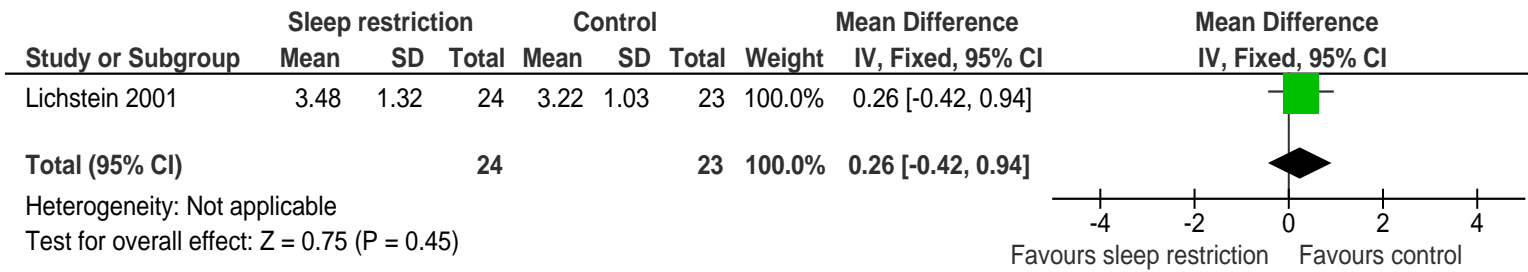 Sleep restriction Control Mean Difference Mean Difference
Study or Subgroup Mean SD Total Mean SD Total Weight IV, Fixed, 95% CI IV, Fixed, 95% CI
Lichstein 2001 3.48 1.32 24 3.22 1.03 23 100.0% 0.26 [-0.42, 0.94]
Total (95% CI) 24 23 100.0% 0.26 [-0.42, 0.94]
Heterogeneity: Not applicable
Test for overall effect: Z = 0.75 (P = 0.45)
-4 -2 0 2 4
Favours sleep restriction Favours control